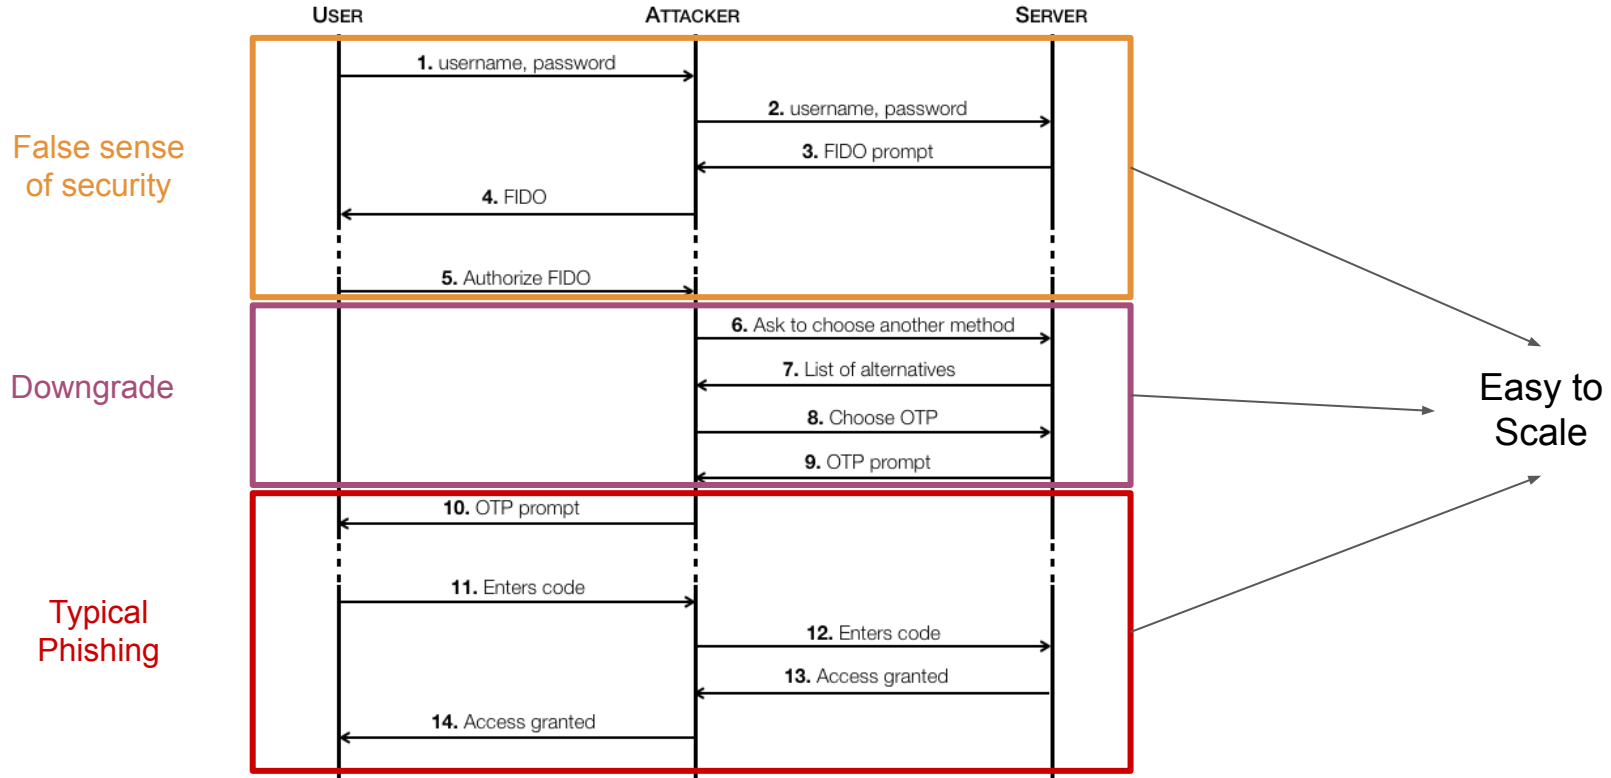 USER
ATTACKER
SERVER
1. username, password
2. username, password
3. FIDO prompt
4. FIDO
5. Authorize FIDO
False sense
of security
6. Ask to choose another method
7. List of alternatives
8. Choose OTP
9. OTP prompt
Downgrade
10. OTP prompt
11. Enters code
12. Enters code
13. Access granted
14. Access granted
Typical
Phishing
Easy to
Scale